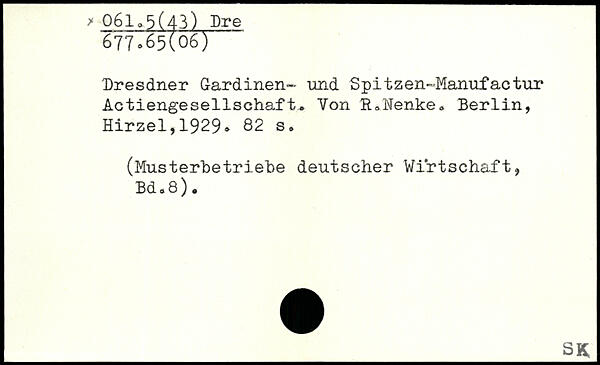 × 061.5(43) Dre
677.65(06)
Dresdner Gardinen- und Spitzen-Manufactur
Actiengesellschaft. Von R.Nenke. Berlin,
Hirzel,1929. 82 s.
(Musterbetriebe deutscher Wirtschaft,
Bd.8).
SK